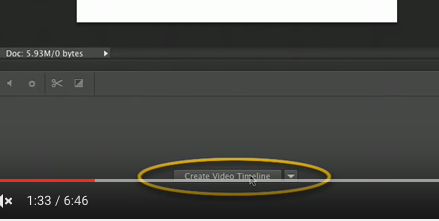 Doc: 5.93M/0 bytes
Create Video Timeline
1:33 / 6:46